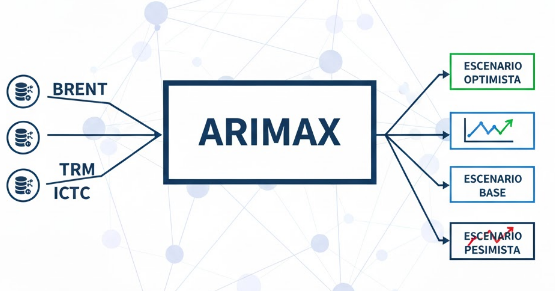 BRENT
TRM
ICTC
ARIMAX
ESCENARIO
OPTIMISTA
ESCENARIO
BASE
ESCENARIO
PESIMISTA